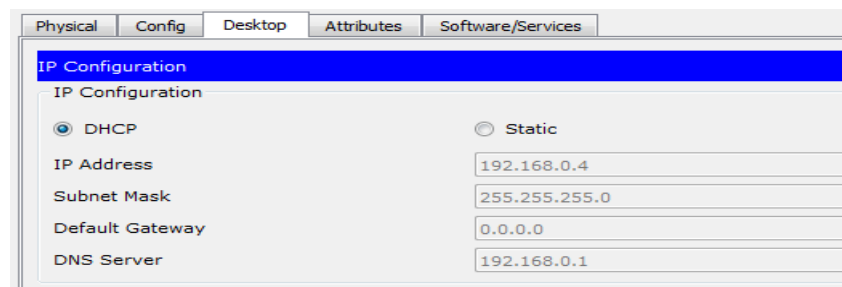 Physical Config Desktop Attributes Software/Services
IP Configuration
IP Configuration
DHCP Static
IP Address 192.168.0.4
Subnet Mask 255.255.255.0
Default Gateway 0.0.0.0
DNS Server 192.168.0.1